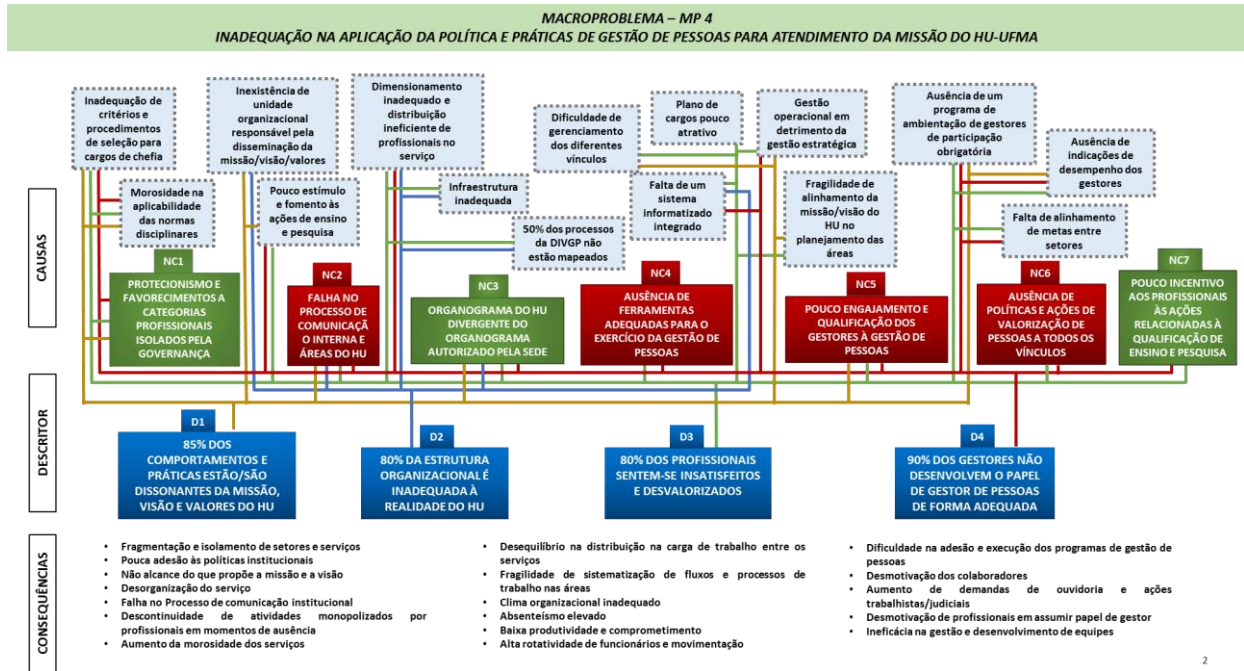 MACROPROBLEMA – MP 4
INADEQUAÇÃO NA APLICAÇÃO DA POLÍTICA E PRÁTICAS DE GESTÃO DE PESSOAS PARA ATENDIMENTO DA MISSÃO DO HU-UFMA
CAUSAS
Inadequação de
critérios e
procedimentos
de seleção para
cargos de chefia
Inexistência de
unidade
organizacional
responsável pela
disseminação da
missão/visão/valores
Dimensionamento
inadequado e
distribuição
ineficiente de
profissionais no
serviço
Dificuldade de
gerenciamento
dos diferentes
vínculos
Plano de
cargos pouco
atrativo
Gestão
operacional em
detrimento da
gestão estratégica
Ausência de um
programa de
ambientação de
gestores de
participação
obrigatória
Ausência de
indicações de
desempenho dos
gestores
Morosidade na
aplicabilidade
das normas
disciplinares
Pouco estímulo
e fomento às
ações de ensino
e pesquisa
Infraestrutura
inadequada
50% dos processos
da DIVGP não
estão mapeados
Falta de um
sistema
informatizado
integrado
Fragilidade de
alinhamento da
missão/visão do
HU no
planejamento das
áreas
Falta de alinhamento
de metas entre
setores
NC1
PROTECIONISMO E
FAVORECIMENTOS A
CATEGORIAS
PROFISSIONAIS
ISOLADOS PELA
GOVERNANÇA
NC2
FALHA NO
PROCESSO DE
COMUNICAÇÃ
O INTERNA E
ÁREAS DO HU
NC3
ORGANOGRAMA DO HU
DIVERGENTE DO
ORGANOGRAMA
AUTORIZADO PELA SEDE
NC4
AUSÊNCIA DE
FERRAMENTAS
ADEQUADAS PARA O
EXERCÍCIO DA GESTÃO DE
PESSOAS
NC5
POUCO ENGAJAMENTO E
QUALIFICAÇÃO DOS
GESTORES À GESTÃO DE
PESSOAS
NC6
AUSÊNCIA DE
POLÍTICAS E AÇÕES
DE VALORIZAÇÃO DE
PESSOAS A TODOS OS
VÍNCULOS
NC7
POUCO INCENTIVO
AOS PROFISSIONAIS
ÀS AÇÕES
RELACIONADAS À
QUALIFICAÇÃO DE
ENSINO E PESQUISA
DESCRITOR
D1
85% DOS
COMPORTAMENTOS E
PRÁTICAS ESTÃO/SÃO
DISSONANTES DA MISSÃO,
VISÃO E VALORES DO HU
D2
80% DA ESTRUTURA
ORGANIZACIONAL É
INADEQUADA À
REALIDADE DO HU
D3
80% DOS PROFISSIONAIS
SENTEM-SE INSATISFEITOS
E DESVALORIZADOS
D4
90% DOS GESTORES NÃO
DESENVOLVEM O PAPEL
DE GESTOR DE PESSOAS
DE FORMA ADEQUADA
CONSEQUÊNCIAS
• Fragmentação e isolamento de setores e serviços
• Pouca adesão às políticas institucionais
• Não alcance do que propõe a missão e a visão
• Desorganização do serviço
• Falha no Processo de comunicação institucional
• Descontinuidade de atividades monopolizados por
profissionais em momentos de ausência
• Aumento da morosidade dos serviços
• Desequilíbrio na distribuição na carga de trabalho entre os
serviços
• Fragilidade de sistematização de fluxos e processos de
trabalho nas áreas
• Clima organizacional inadequado
• Absenteísmo elevado
• Baixa produtividade e comprometimento
• Alta rotatividade de funcionários e movimentação
• Dificuldade na adesão e execução dos programas de gestão de
pessoas
• Desmotivação dos colaboradores
• Aumento de demandas de ouvidoria e ações
trabalhistas/judiciais
• Desmotivação de profissionais em assumir papel de gestor
• Ineficácia na gestão e desenvolvimento de equipes
2